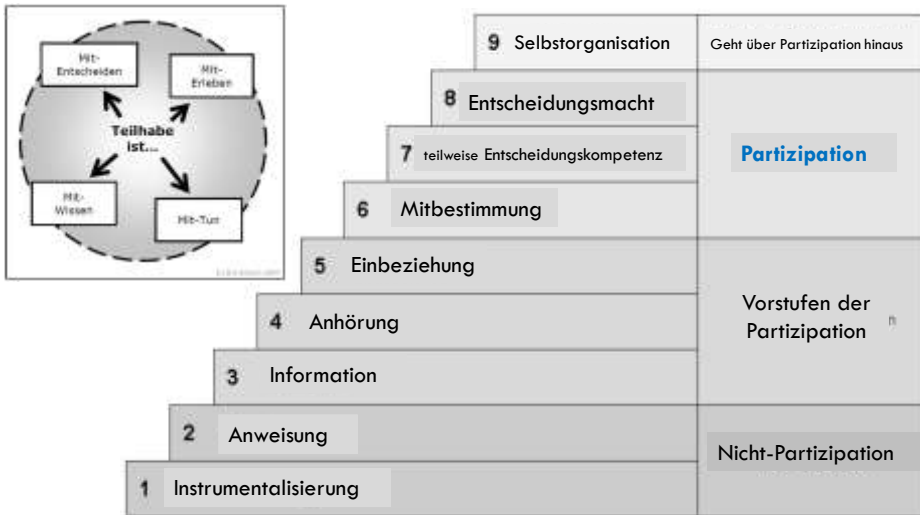 Mit-
Entscheiden
Mit-
Erleben
Teilhabe
ist...
Mit-
Wissen
Mit-Tun
9 Selbstorganisation
Geht über Partizipation hinaus
8 Entscheidungsmacht
7 teilweise Entscheidungskompetenz
Partizipation
6 Mitbestimmung
5 Einbeziehung
4 Anhörung
Vorstufen der
Partizipation n
3 Information
2 Anweisung
Nicht-Partizipation
1 Instrumentalisierung